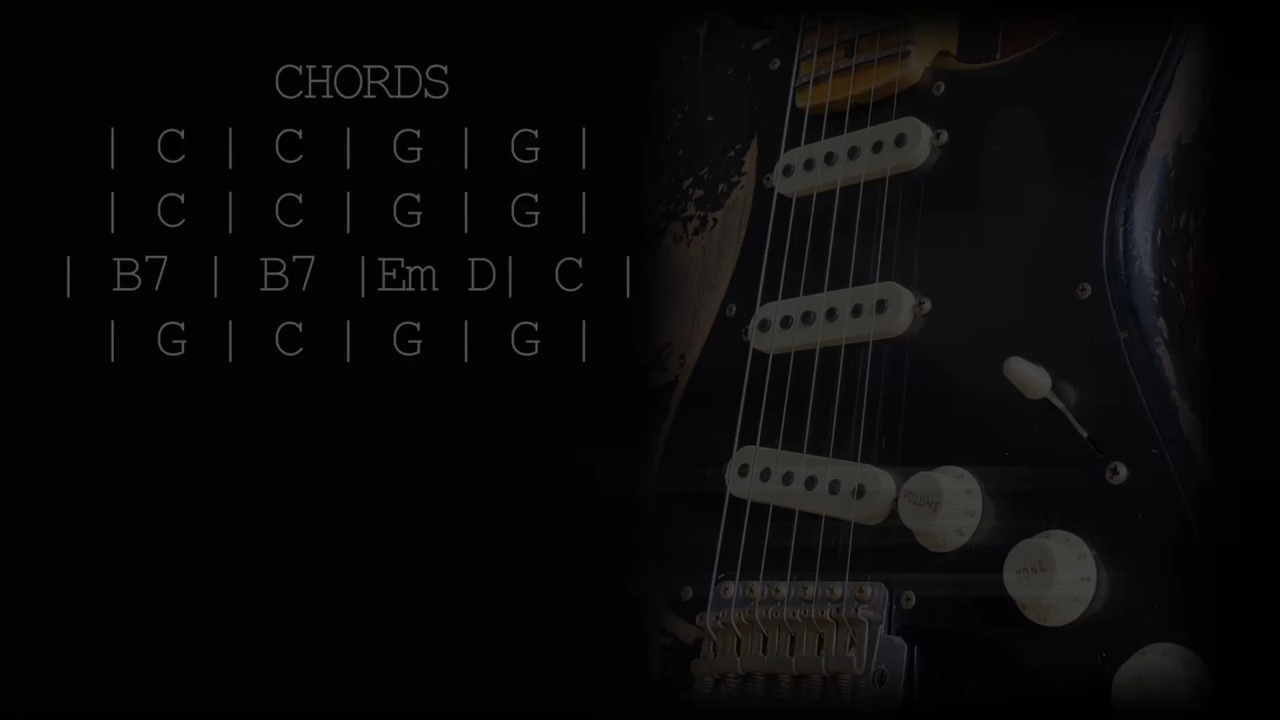 CHORDS
| C | C | G | G |
| C | C | G | G |
| B7 | B7 |Em D| C |
| G | C | G | G |
VOLUME
TONE